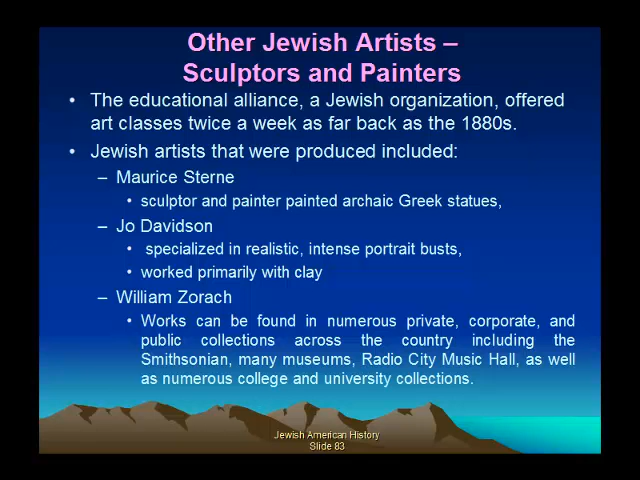 Other Jewish Artists –
Sculptors and Painters
• The educational alliance, a Jewish organization, offered
art classes twice a week as far back as the 1880s.
• Jewish artists that were produced included:
– Maurice Sterne
• sculptor and painter painted archaic Greek statues,
– Jo Davidson
• specialized in realistic, intense portrait busts,
• worked primarily with clay
– William Zorach
• Works can be found in numerous private, corporate, and
public collections across the country including the
Smithsonian, many museums, Radio City Music Hall, as well
as numerous college and university collections.
Jewish American History
Slide 83